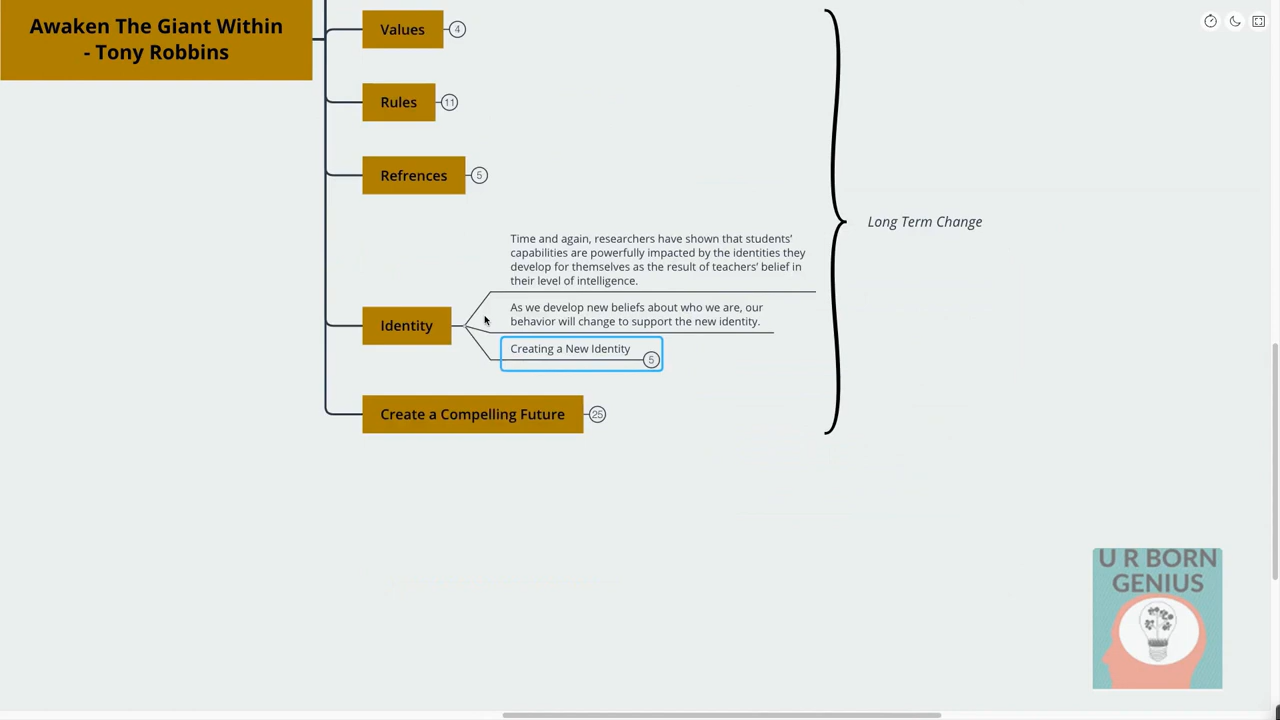 Awaken The Giant Within
- Tony Robbins
Values
4
Rules
11
Refrences
5
Time and again, researchers have shown that students'
capabilities are powerfully impacted by the identities they
develop for themselves as the result of teachers' belief in
their level of intelligence.
As we develop new beliefs about who we are, our
behavior will change to support the new identity.
Identity
Creating a New Identity
5
Create a Compelling Future
25
Long Term Change
U R BORN
GENIUS